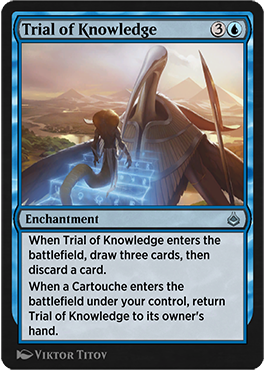 Trial of Knowledge 3
Enchantment
When Trial of Knowledge enters the
battlefield, draw three cards, then
discard a card.
When a Cartouche enters the
battlefield under your control, return
Trial of Knowledge to its owner's
hand.
Viktor Titov